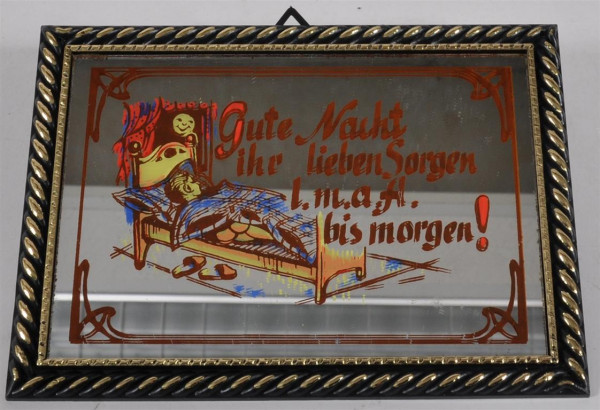 Gute Nacht
ihr lieben Sorgen
l.m.a.A.
bis morgen!